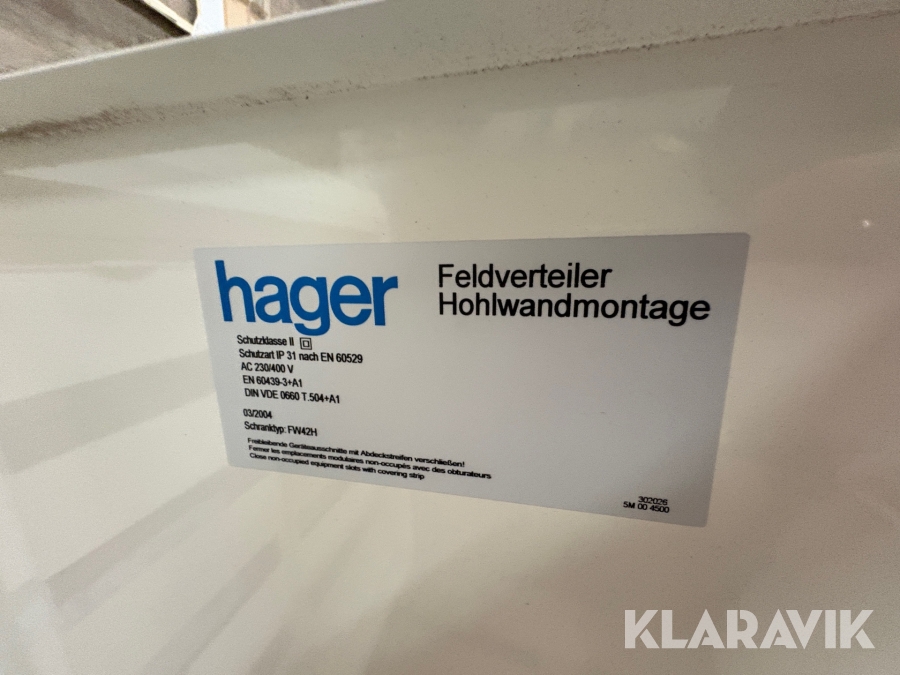 hager
Feldverteiler
Hohlwandmontage
Schutzklasse II
Schutzart IP 31 nach EN 60529
AC 230/400 V
EN 60439-3+A1
DIN VDE 0660 T.504+A1
03/2004
Schranktyp: FW42H
Freibleibende Geräteausschnitte mit Abdeckstreifen verschließen!
Fermer les emplacements modulaires non-occupés avec des obturateurs
Close non-occupied equipment slots with covering strip
302026
5M 00 4500
KLARAVIK